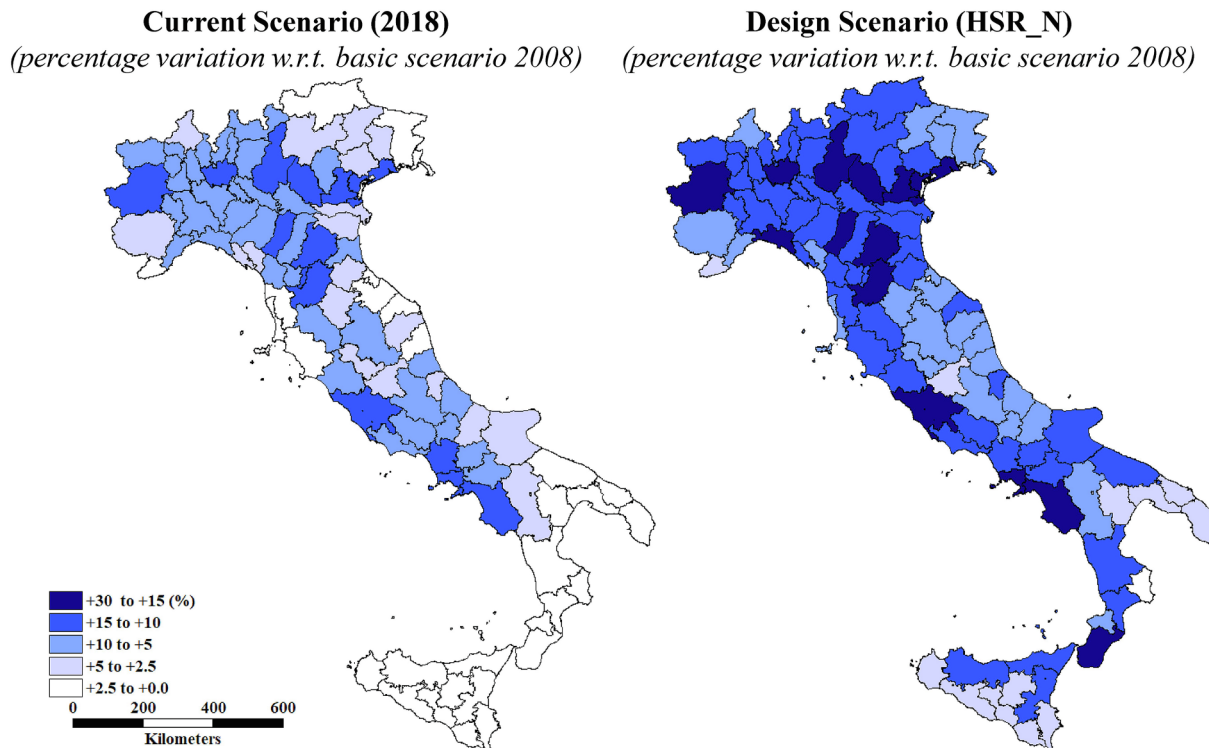 Current Scenario (2018)
(percentage variation w.r.t. basic scenario 2008)
Design Scenario (HSR_N)
(percentage variation w.r.t. basic scenario 2008)
+30 to +15 (%)
+15 to +10
+10 to +5
+5 to +2.5
+2.5 to +0.0
0 200 400 600
Kilometers